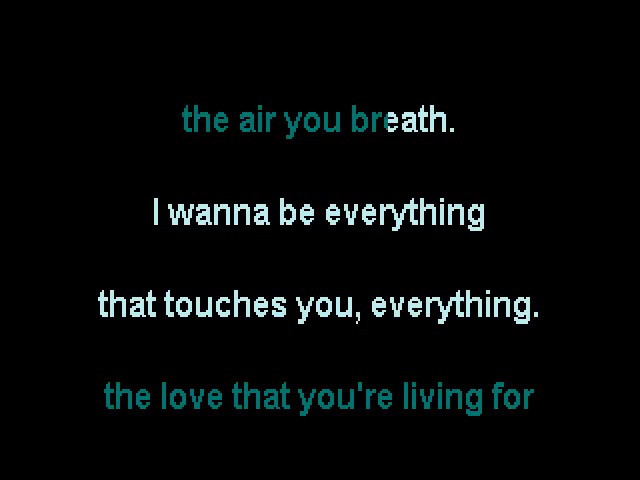 the air you breath.
I wanna be everything
that touches you, everything.
the love that you're living for